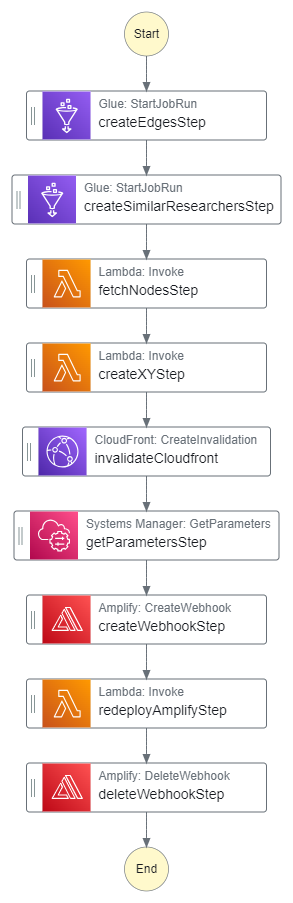 Start
Glue: StartJobRun
createEdgesStep
Glue: StartJobRun
createSimilarResearchersStep
Lambda: Invoke
fetchNodesStep
Lambda: Invoke
createXYStep
CloudFront: CreateInvalidation
invalidateCloudfront
Systems Manager: GetParameters
getParametersStep
Amplify: CreateWebhook
createWebhookStep
Lambda: Invoke
redeployAmplifyStep
Amplify: DeleteWebhook
deleteWebhookStep
End